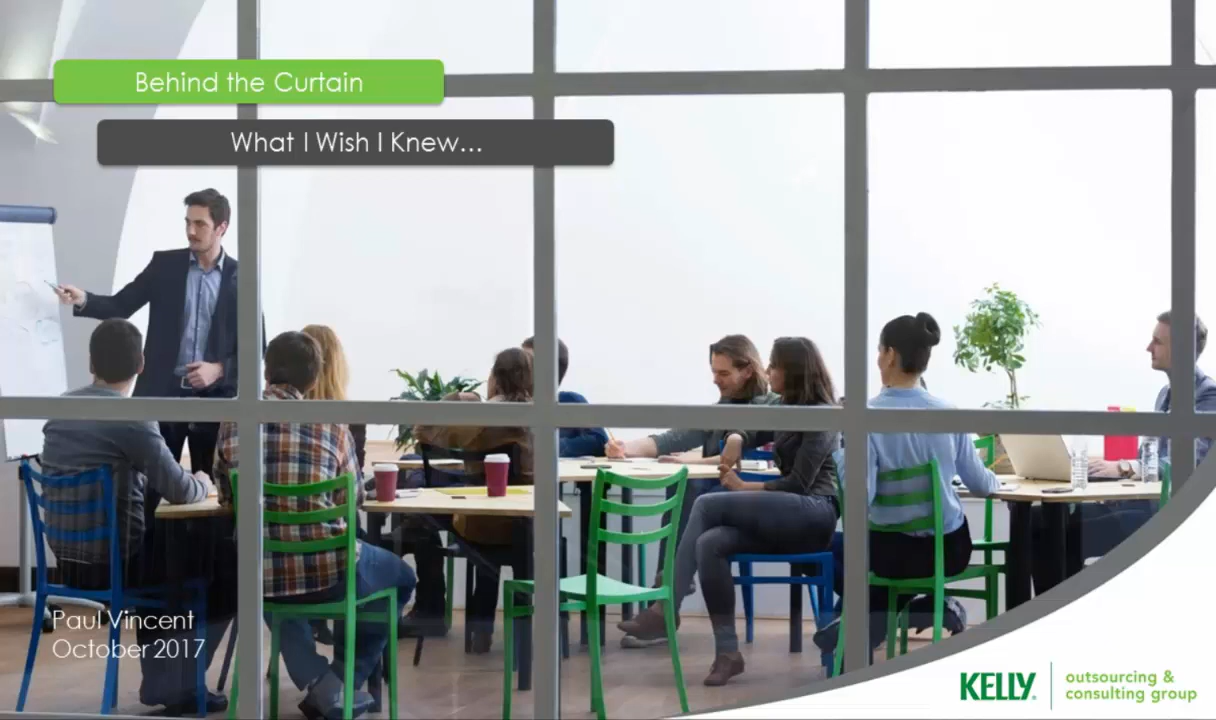 Behind the Curtain
What I Wish I Knew...
Paul Vincent
October 2017
KELLY® outsourcing &
consulting group